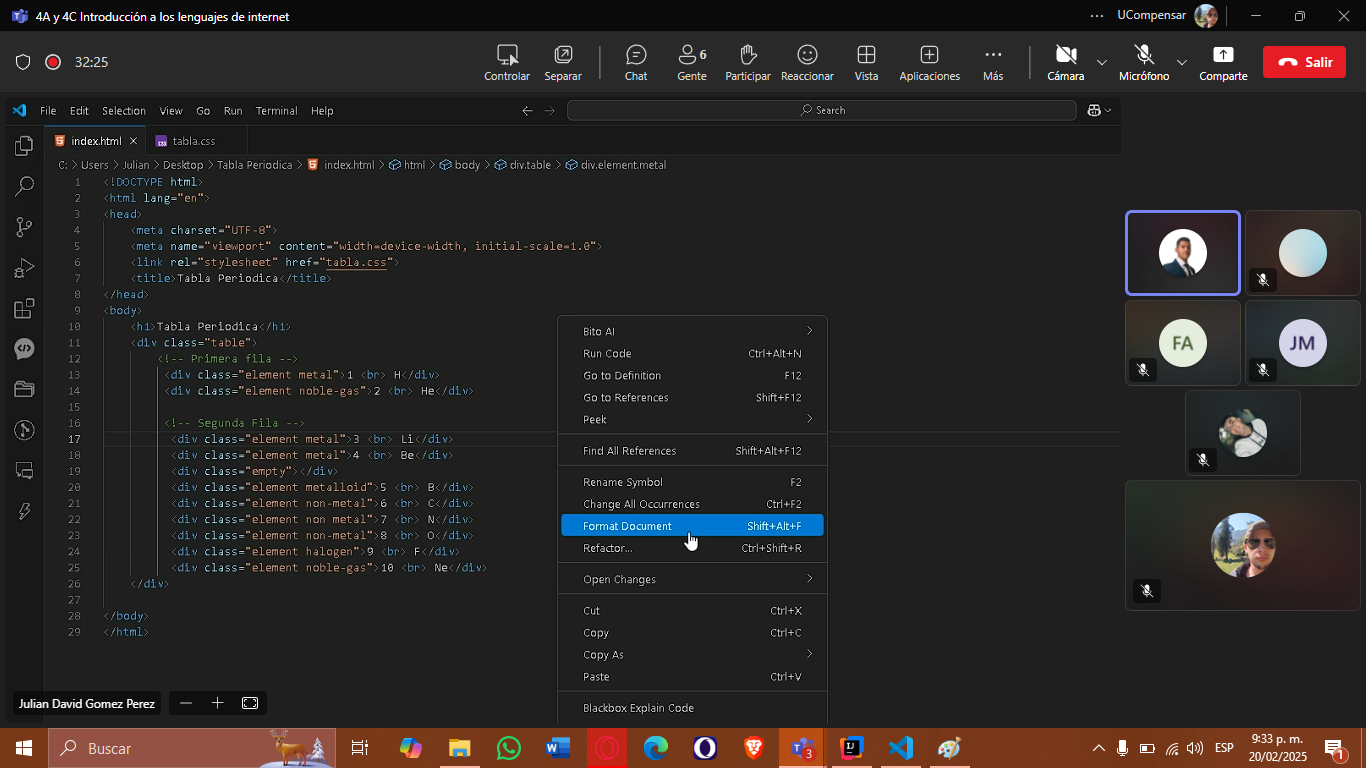 4A y 4C Introducción a los lenguajes de internet
UCompensar
32:25
Controlar
Separar
Chat
6
Gente
Participar
Reaccionar
Vista
Aplicaciones
Más
Cámara
Micrófono
Comparte
Salir
File Edit Selection View Go Run Terminal Help
Search
index.html
tabla.css
C: > Users > Julian > Desktop > Tabla Periodica > index.html > html > body > div.table > div.element.metal
1 <!DOCTYPE html>
2 <html lang="en">
3 <head>
4 <meta charset="UTF-8">
5 <meta name="viewport" content="width=device-width, initial-scale=1.0">
6 <link rel="stylesheet" href="tabla.css">
7 <title>Tabla Periodica</title>
8 </head>
9 <body>
10 <h1>Tabla Periodica</h1>
11 <div class="table">
12 <!-- Primera fila -->
13 <div class="element metal">1 <br> H</div>
14 <div class="element noble-gas">2 <br> He</div>
15
16 <!-- Segunda Fila -->
17 <div class="element metal">3 <br> Li</div>
18 <div class="element metal">4 <br> Be</div>
19 <div class="empty"></div>
20 <div class="element metalloid">5 <br> B</div>
21 <div class="element non-metal">6 <br> C</div>
22 <div class="element non metal">7 <br> N</div>
23 <div class="element non-metal">8 <br> O</div>
24 <div class="element halogen">9 <br> F</div>
25 <div class="element noble-gas">10 <br> Ne</div>
26 </div>
27
28 </body>
29 </html>
Bito AI
Run Code Ctrl+Alt+N
Go to Definition F12
Go to References Shift+F12
Peek
Find All References Shift+Alt+F12
Rename Symbol F2
Change All Occurrences Ctrl+F2
Format Document Shift+Alt+F
Refactor... Ctrl+Shift+R
Open Changes
Cut Ctrl+X
Copy Ctrl+C
Copy As
Paste Ctrl+V
Blackbox Explain Code
FA
JM
Julian David Gomez Perez
Buscar
3
ESP
9:33 p. m.
20/02/2025
1